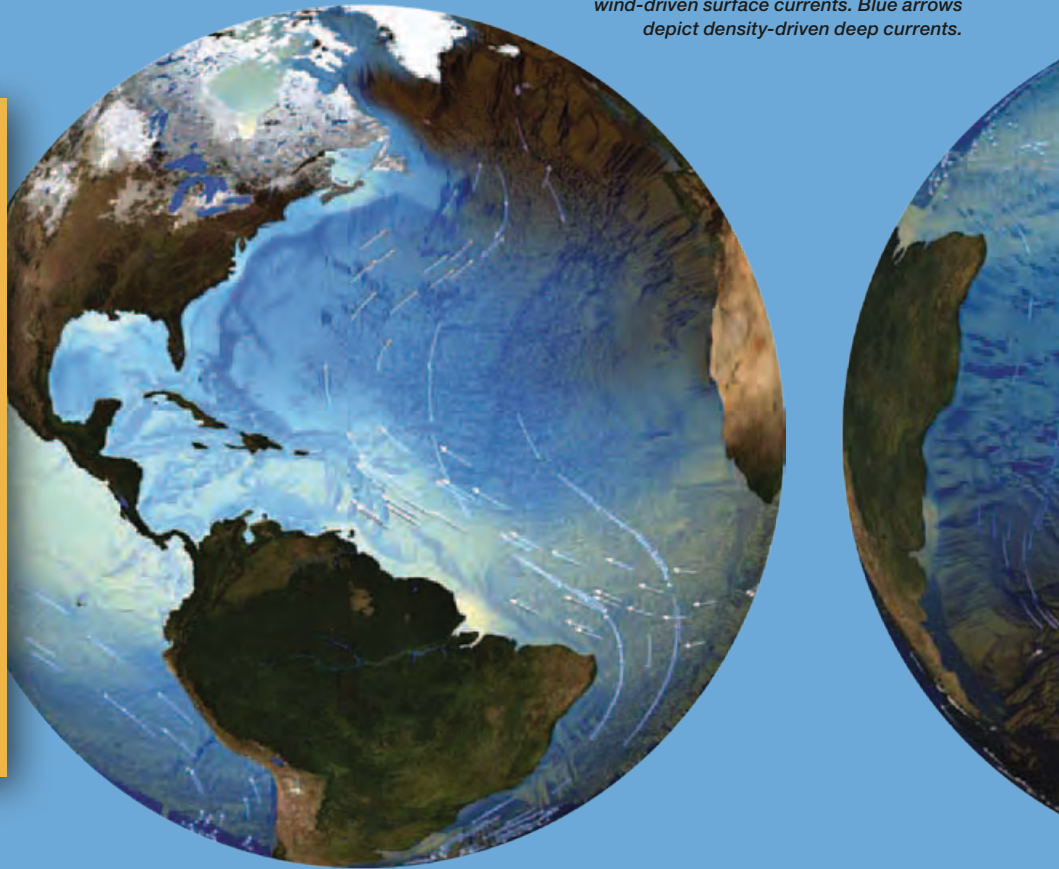 wind-driven surface currents. Blue arrows
depict density-driven deep currents.